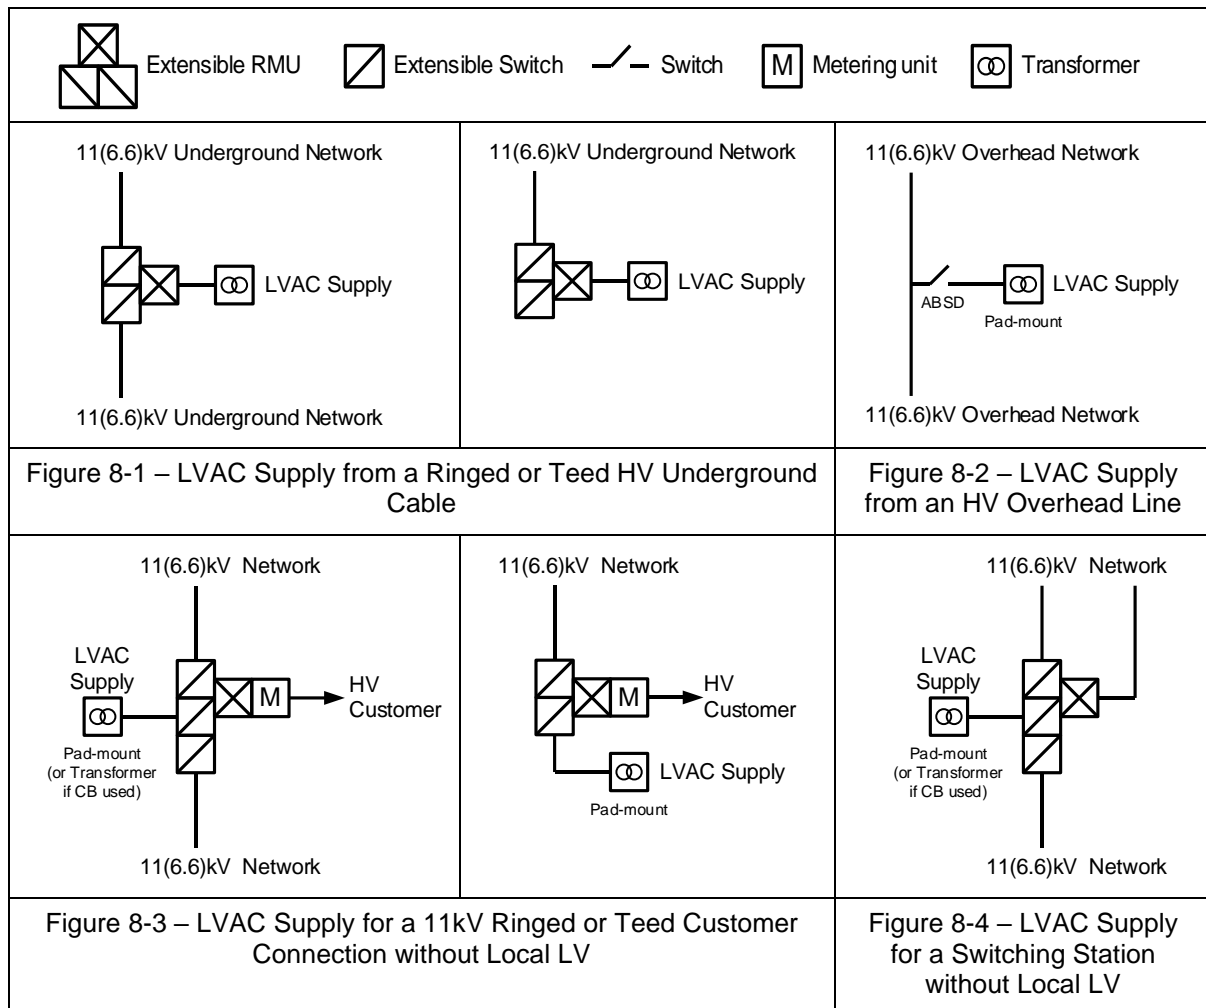 Extensible RMU
Extensible Switch
Switch
M
Metering unit
Transformer
11(6.6)kV Underground Network
LVAC Supply
11(6.6)kV Underground Network
11(6.6)kV Underground Network
LVAC Supply
11(6.6)kV Overhead Network
ABSD
LVAC Supply
Pad-mount
11(6.6)kV Overhead Network
Figure 8-1 – LVAC Supply from a Ringed or Teed HV Underground
Cable
Figure 8-2 – LVAC Supply
from an HV Overhead Line
11(6.6)kV Network
LVAC
Supply
Pad-mount
(or Transformer
if CB used)
M
HV
Customer
11(6.6)kV Network
11(6.6)kV Network
M
HV
Customer
LVAC Supply
Pad-mount
11(6.6)kV Network
LVAC
Supply
Pad-mount
(or Transformer
if CB used)
11(6.6)kV Network
Figure 8-3 – LVAC Supply for a 11kV Ringed or Teed Customer
Connection without Local LV
Figure 8-4 – LVAC Supply
for a Switching Station
without Local LV